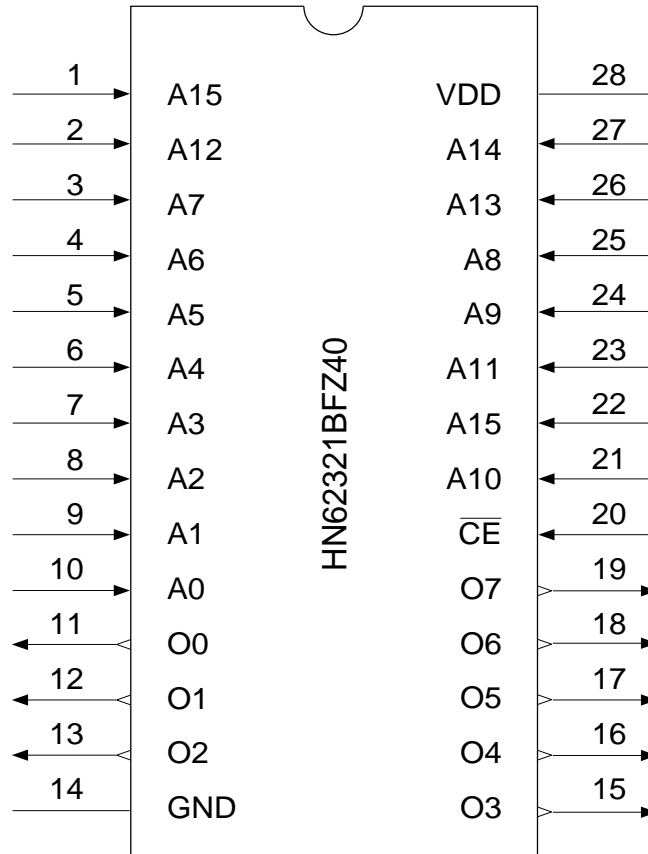 1 A15 VDD 28
2 A12 A14 27
3 A7 A13 26
4 A6 A8 25
5 A5 A9 24
6 A4 A11 23
7 A3 A15 22
8 A2 A10 21
9 A1 CE 20
10 A0 O7 19
11 O0 O6 18
12 O1 O5 17
13 O2 O4 16
14 GND O3 15
HN62321BFZ40